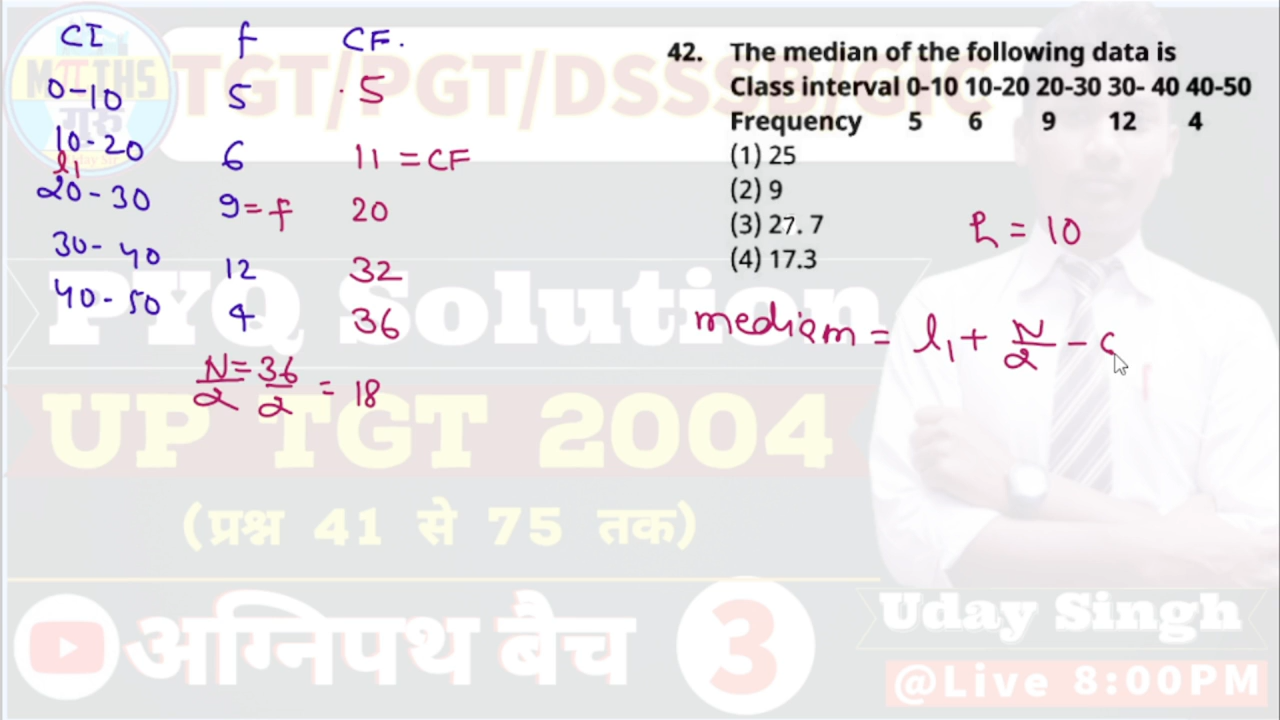 CI f CF.
0-10 5 5
10-20 6 11 = CF
l₁
20-30 9 = f 20
30-40 12 32
40-50 4 36
N/2 = 36/2 = 18
42. The median of the following data is
Class interval 0-10 10-20 20-30 30- 40 40-50
Frequency 5 6 9 12 4
(1) 25
(2) 9
(3) 27. 7
(4) 17.3
h = 10
median = l₁ + N/2 - c
MπTHS
गुरु
Uday Sir
TGT/PGT/DSSSB/GIC
PYQ Solution
UP TGT 2004
(प्रश्न 41 से 75 तक)
अग्निपथ बैच 3
Uday Singh
@Live 8:00PM